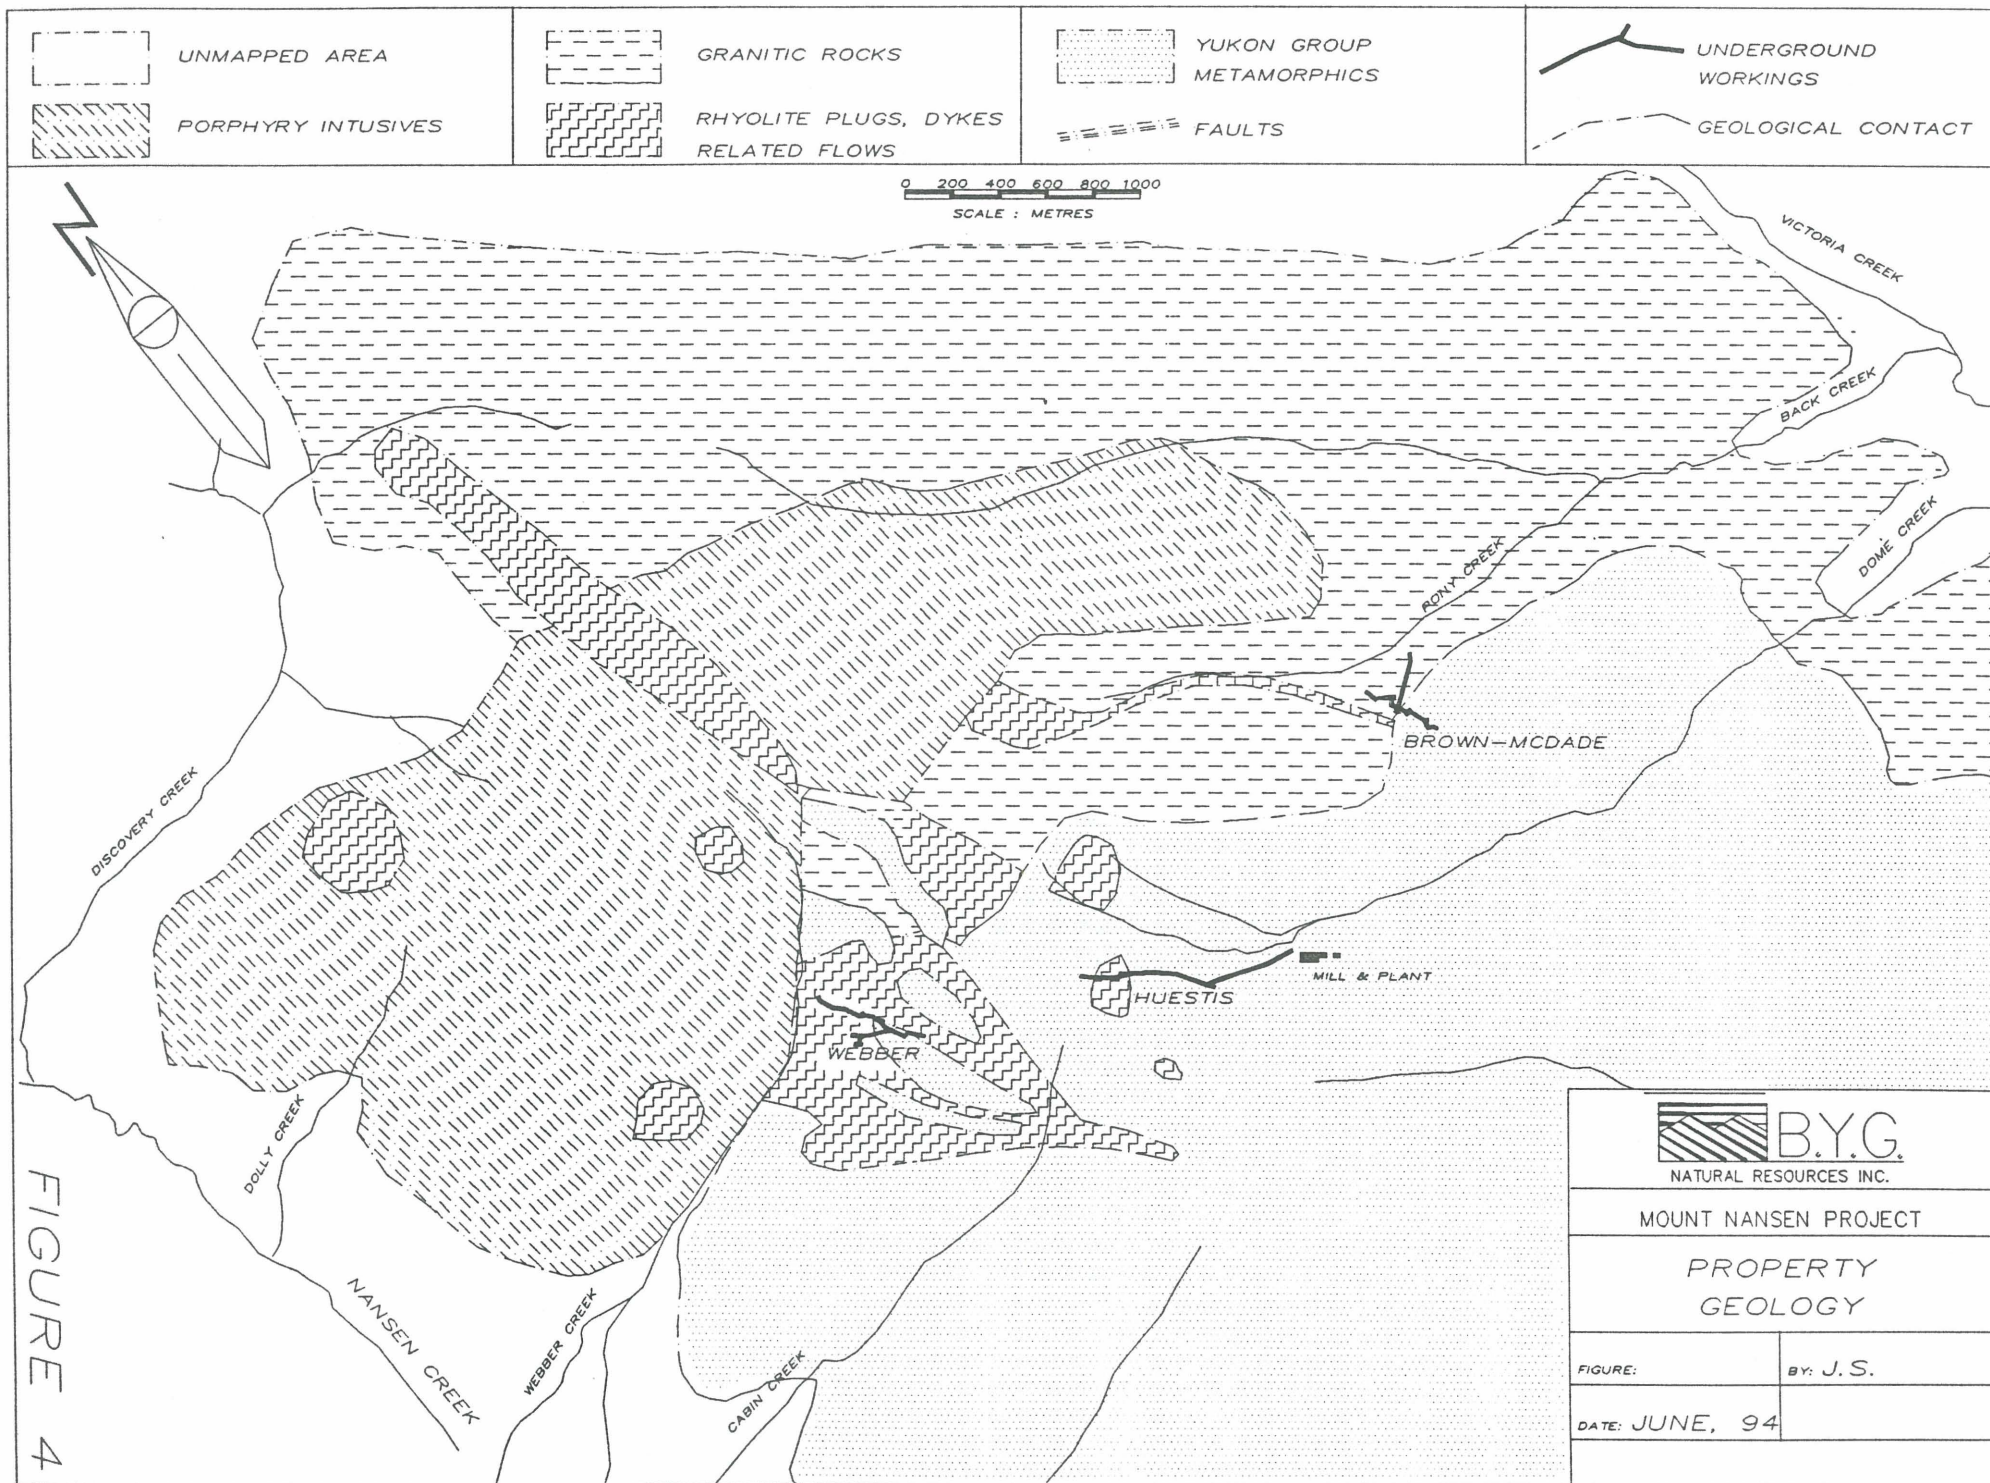 UNMAPPED AREA
PORPHYRY INTUSIVES
GRANITIC ROCKS
RHYOLITE PLUGS, DYKES
RELATED FLOWS
YUKON GROUP
METAMORPHICS
FAULTS
UNDERGROUND
WORKINGS
GEOLOGICAL CONTACT
0 200 400 600 800 1000
SCALE : METRES
VICTORIA CREEK
BACK CREEK
DOME CREEK
PONY CREEK
BROWN-MCDADE
DISCOVERY CREEK
MILL & PLANT
HUESTIS
WEBBER
DOLLY CREEK
NANSEN CREEK
WEBBER CREEK
CABIN CREEK
FIGURE 4
B.Y.G.
NATURAL RESOURCES INC.
MOUNT NANSEN PROJECT
PROPERTY
GEOLOGY
FIGURE:
BY: J.S.
DATE: JUNE, 94